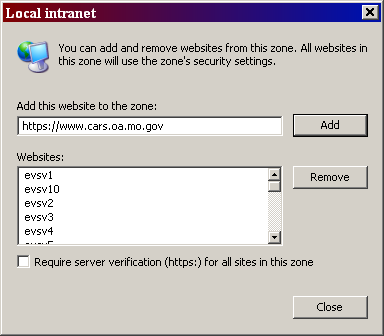 Local intranet
You can add and remove websites from this zone. All websites in
this zone will use the zone's security settings.
Add this website to the zone:
https://www.cars.oa.mo.gov
Add
Websites:
evsv1
evsv10
evsv2
evsv3
evsv4
evsv5
Remove
Require server verification (https:) for all sites in this zone
Close